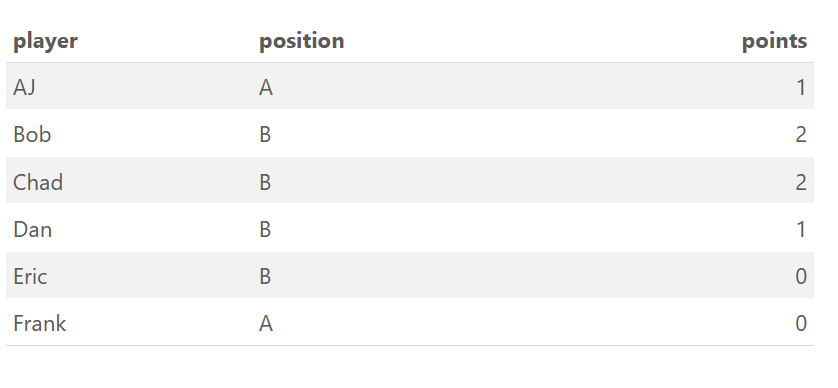 player position points
AJ A 1
Bob B 2
Chad B 2
Dan B 1
Eric B 0
Frank A 0